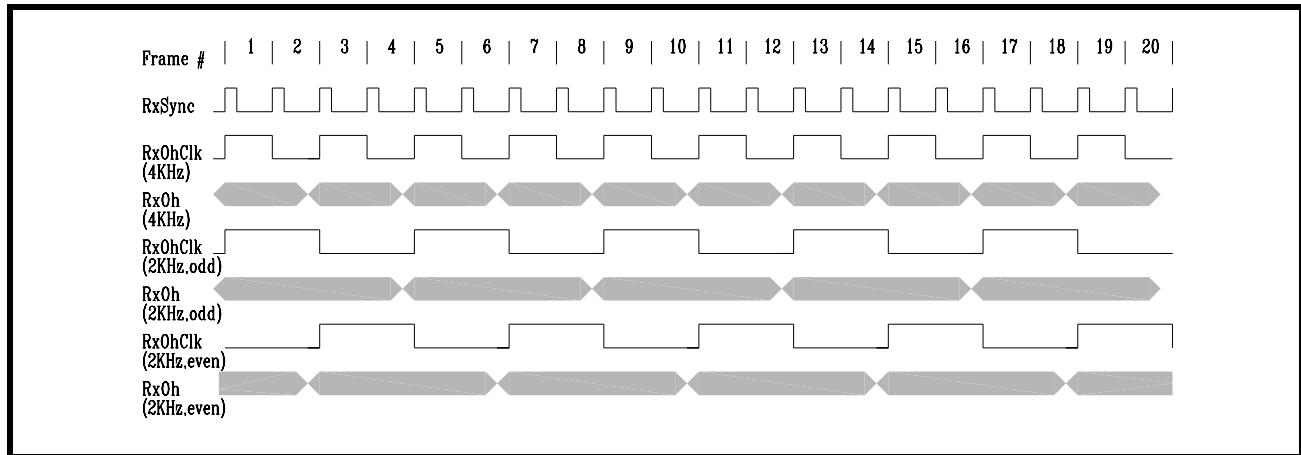 Frame # 1 2 3 4 5 6 7 8 9 10 11 12 13 14 15 16 17 18 19 20
RxSync
RxOhClk
(4KHz)
RxOh
(4KHz)
RxOhClk
(2KHz,odd)
RxOh
(2KHz,odd)
RxOhClk
(2KHz,even)
RxOh
(2KHz,even)